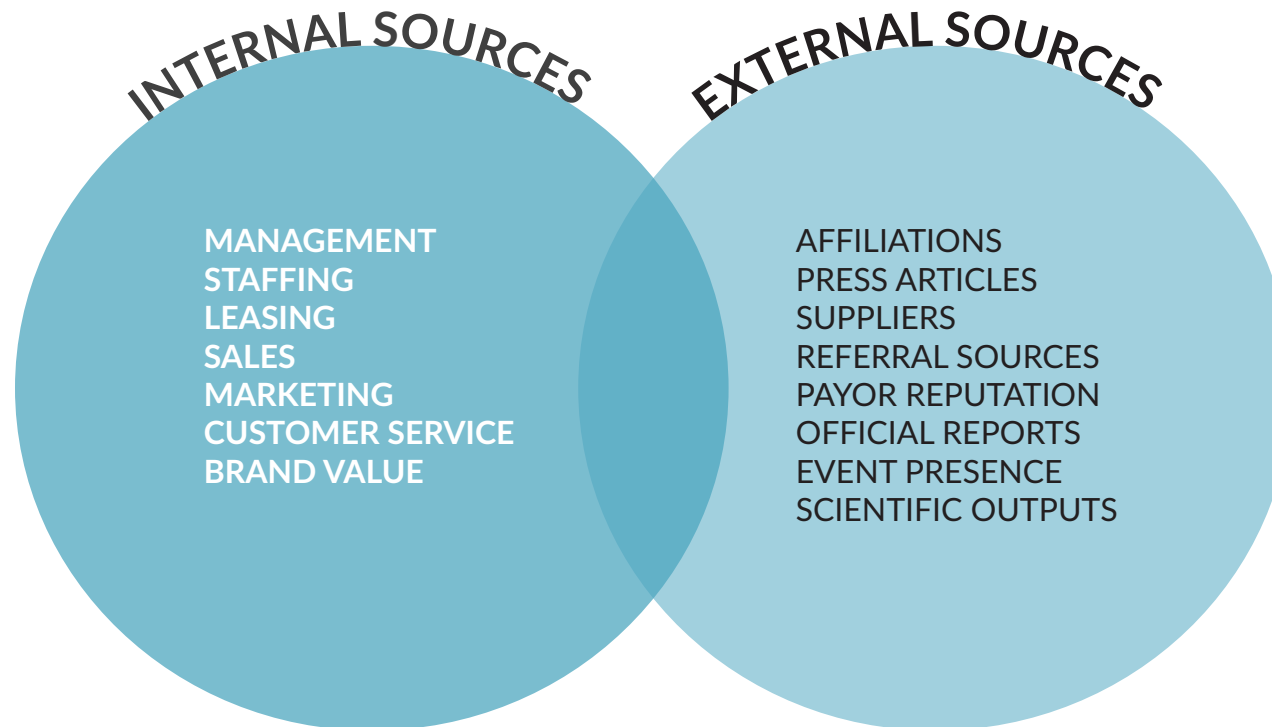 INTERNAL SOURCES
MANAGEMENT
STAFFING
LEASING
SALES
MARKETING
CUSTOMER SERVICE
BRAND VALUE
EXTERNAL SOURCES
AFFILIATIONS
PRESS ARTICLES
SUPPLIERS
REFERRAL SOURCES
PAYOR REPUTATION
OFFICIAL REPORTS
EVENT PRESENCE
SCIENTIFIC OUTPUTS